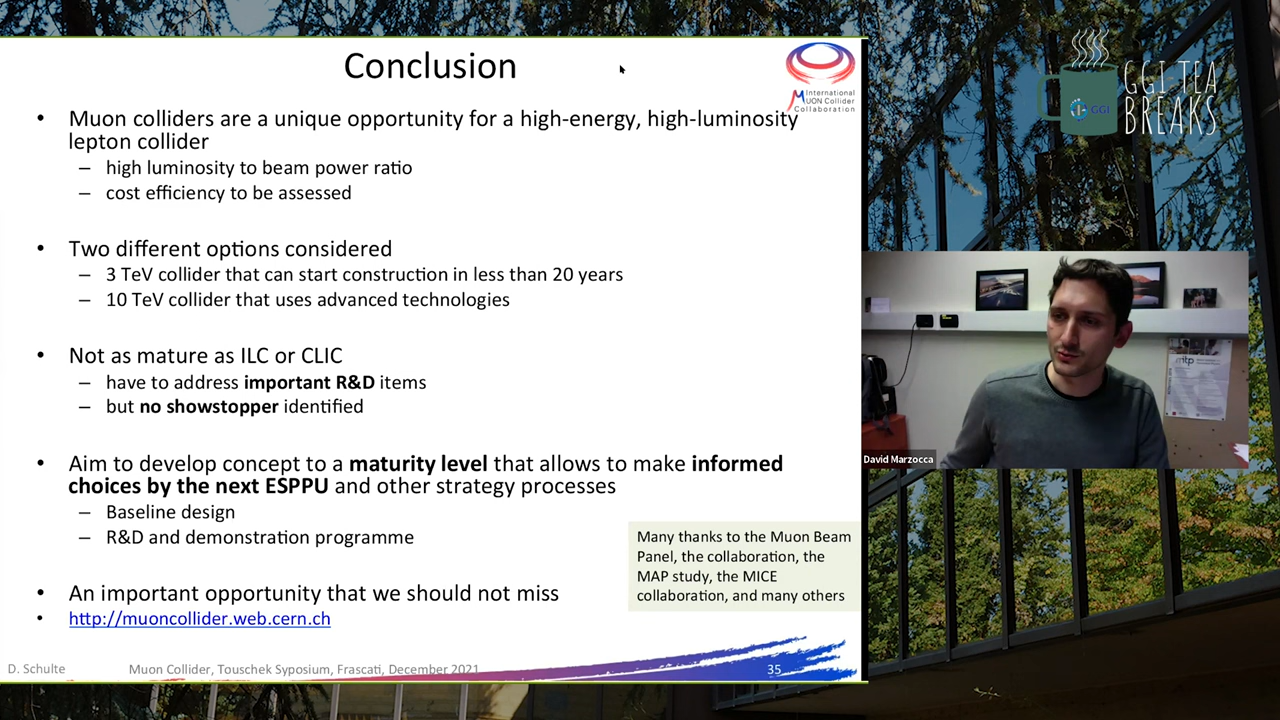 Conclusion
International
MUON Collider
Collaboration
• Muon colliders are a unique opportunity for a high-energy, high-luminosity
lepton collider
– high luminosity to beam power ratio
– cost efficiency to be assessed
• Two different options considered
– 3 TeV collider that can start construction in less than 20 years
– 10 TeV collider that uses advanced technologies
• Not as mature as ILC or CLIC
– have to address important R&D items
– but no showstopper identified
• Aim to develop concept to a maturity level that allows to make informed
choices by the next ESPPU and other strategy processes
– Baseline design
– R&D and demonstration programme
Many thanks to the Muon Beam
Panel, the collaboration, the
MAP study, the MICE
collaboration, and many others
• An important opportunity that we should not miss
• http://muoncollider.web.cern.ch
D. Schulte
Muon Collider, Touschek Syposium, Frascati, December 2021
35
GGI
GGI TEA
BREAKS
mitp
David Marzocca